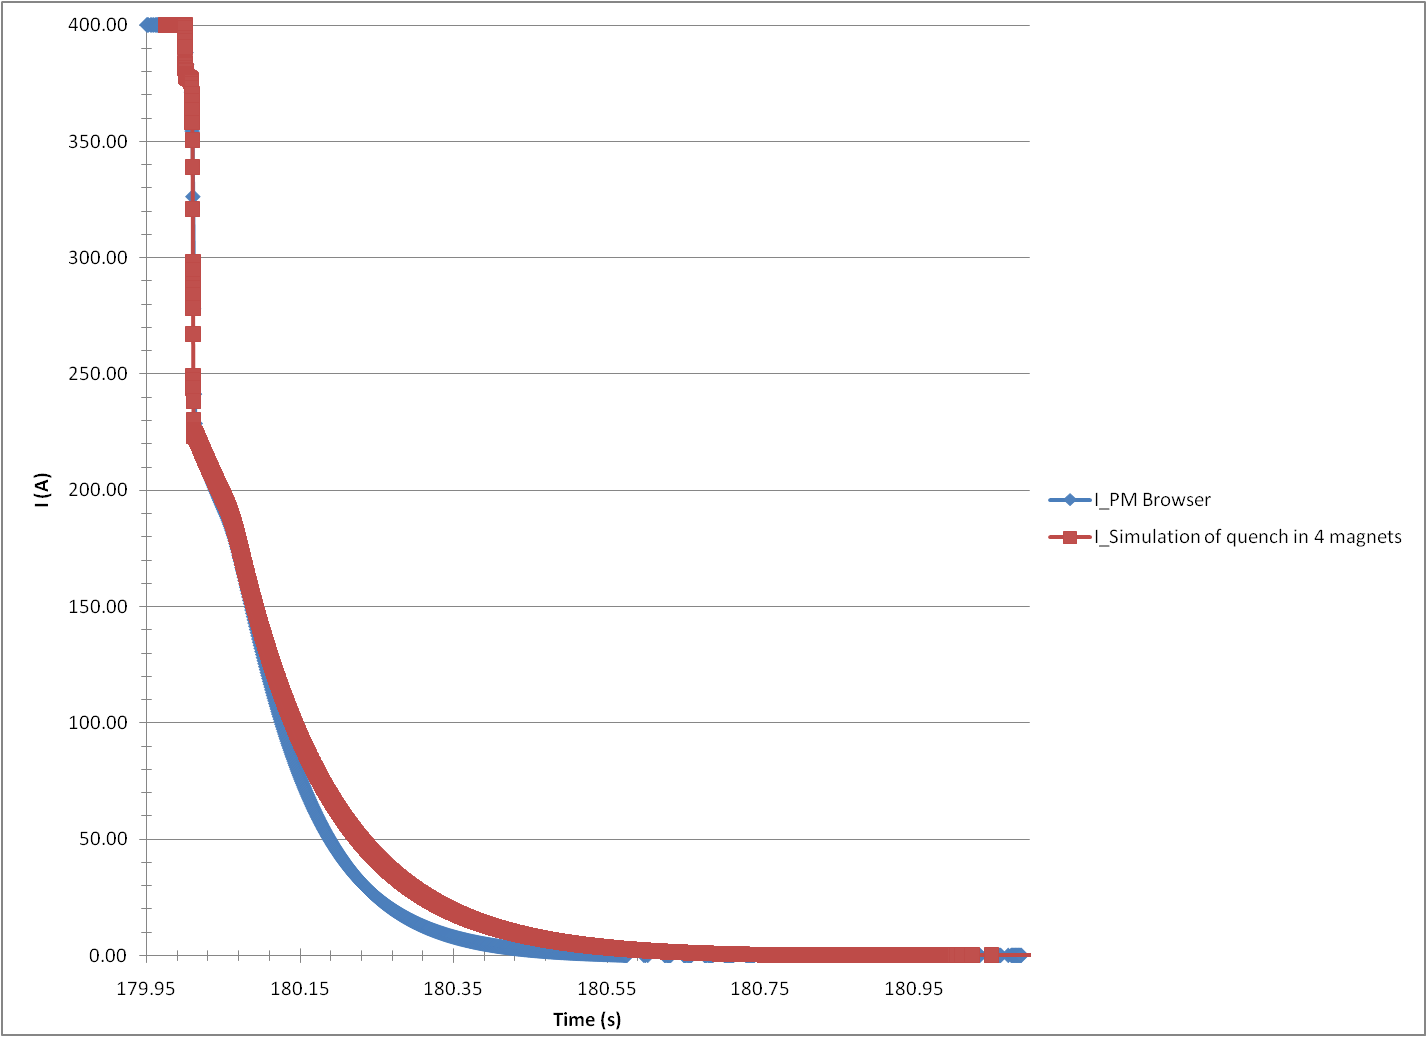 400.00
350.00
300.00
250.00
200.00
150.00
100.00
50.00
0.00
I (A)
179.95 180.15 180.35 180.55 180.75 180.95
Time (s)
I_PM Browser
I_Simulation of quench in 4 magnets